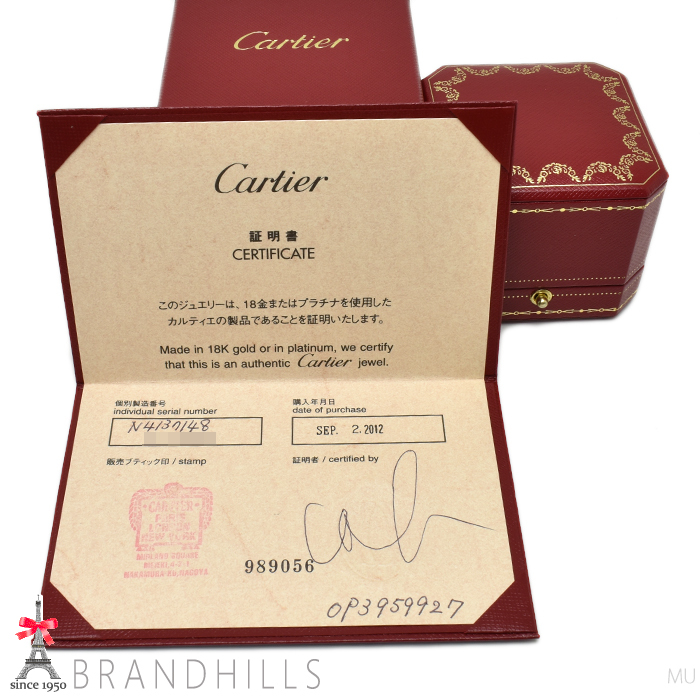 Cartier
Cartier
証明書
CERTIFICATE
このジュエリーは、18金またはプラチナを使用した
カルティエの製品であることを証明いたします。
Made in 18K gold or in platinum, we certify
that this is an authentic Cartier jewel.
個別製造番号
individual serial number
N4130148
購入年月日
date of purchase
SEP. 2.2012
販売ブティック印 / stamp
証明者 / certified by
CARTIER
PARIS
LONDON
NEW YORK
989056
OP3959927
since 1950
BRANDHILLS
MU